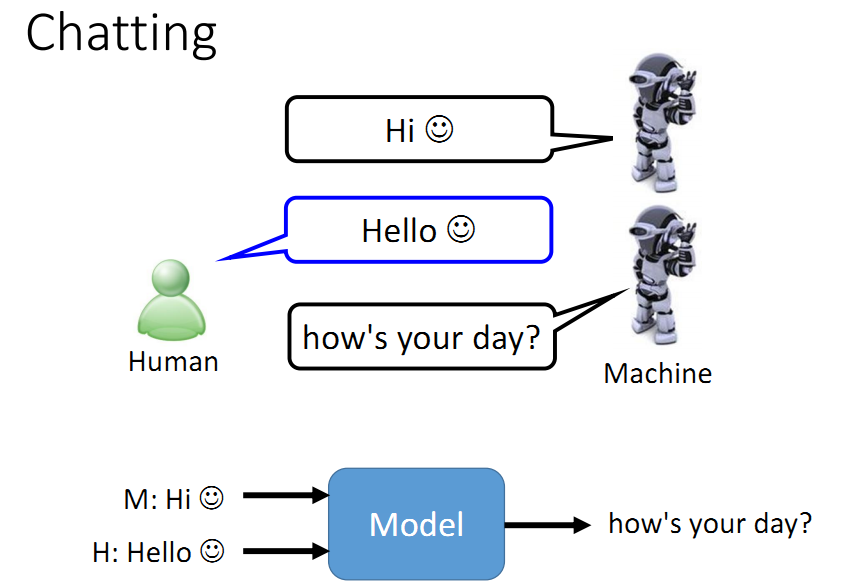 Chatting
Hi ☺
Hello ☺
how's your day?
Human
Machine
M: Hi ☺
H: Hello ☺
Model
how's your day?